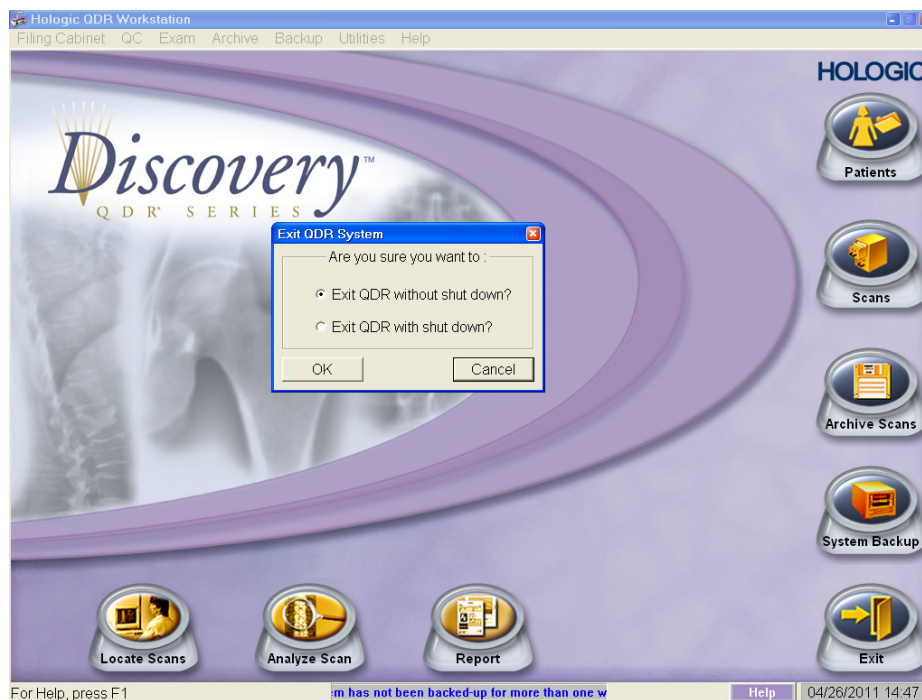 Hologic QDR Workstation
Filing Cabinet QC Exam Archive Backup Utilities Help
HOLOGIC
Discovery™
QDR® SERIES
Patients
Exit QDR System
Are you sure you want to :
Exit QDR without shut down?
Exit QDR with shut down?
OK Cancel
Scans
Archive Scans
System Backup
Locate Scans Analyze Scan Report Exit
For Help, press F1 m has not been backed-up for more than one w Help 04/26/2011 14:47